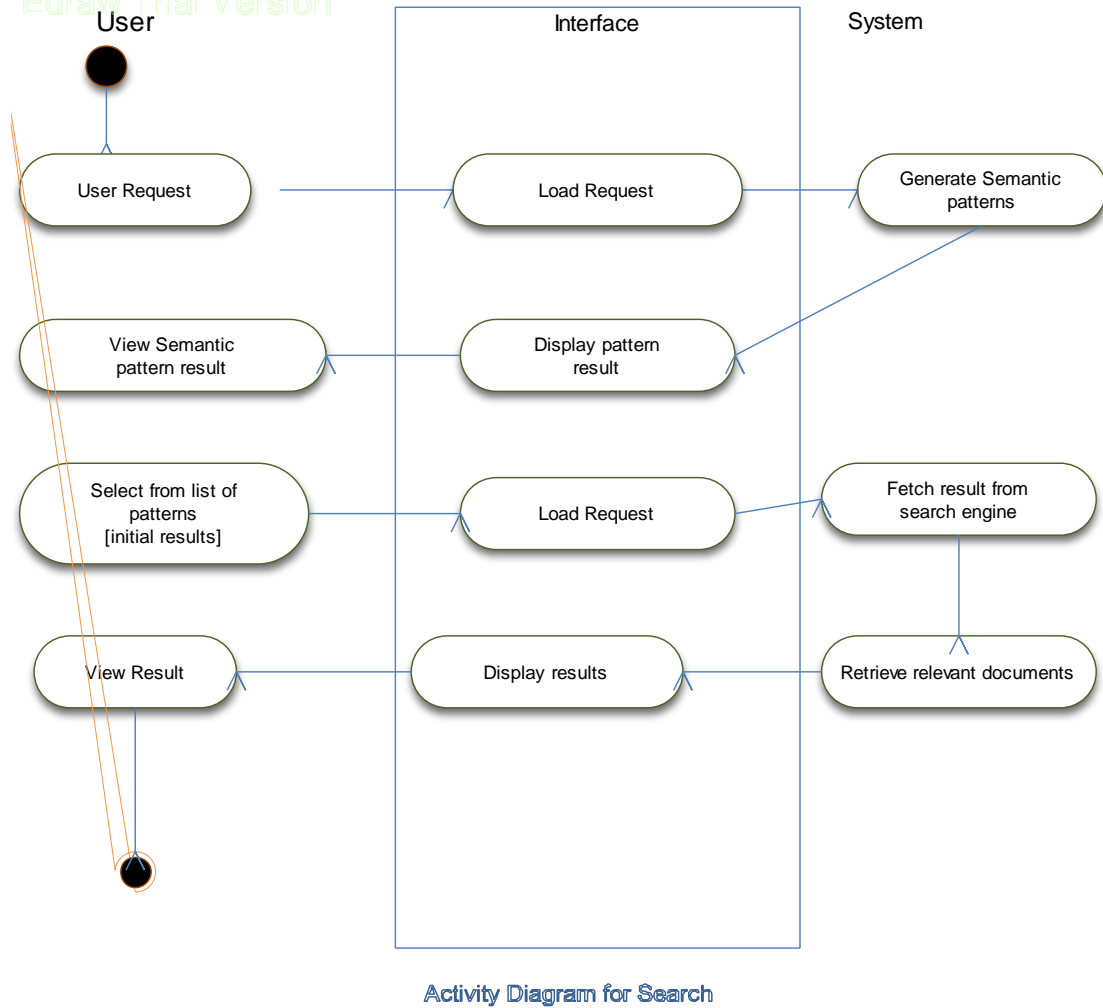 Edraw Trial Version
User
Interface
System
User Request
Load Request
Generate Semantic
patterns
View Semantic
pattern result
Display pattern
result
Select from list of
patterns
[initial results]
Load Request
Fetch result from
search engine
View Result
Display results
Retrieve relevant documents
Activity Diagram for Search